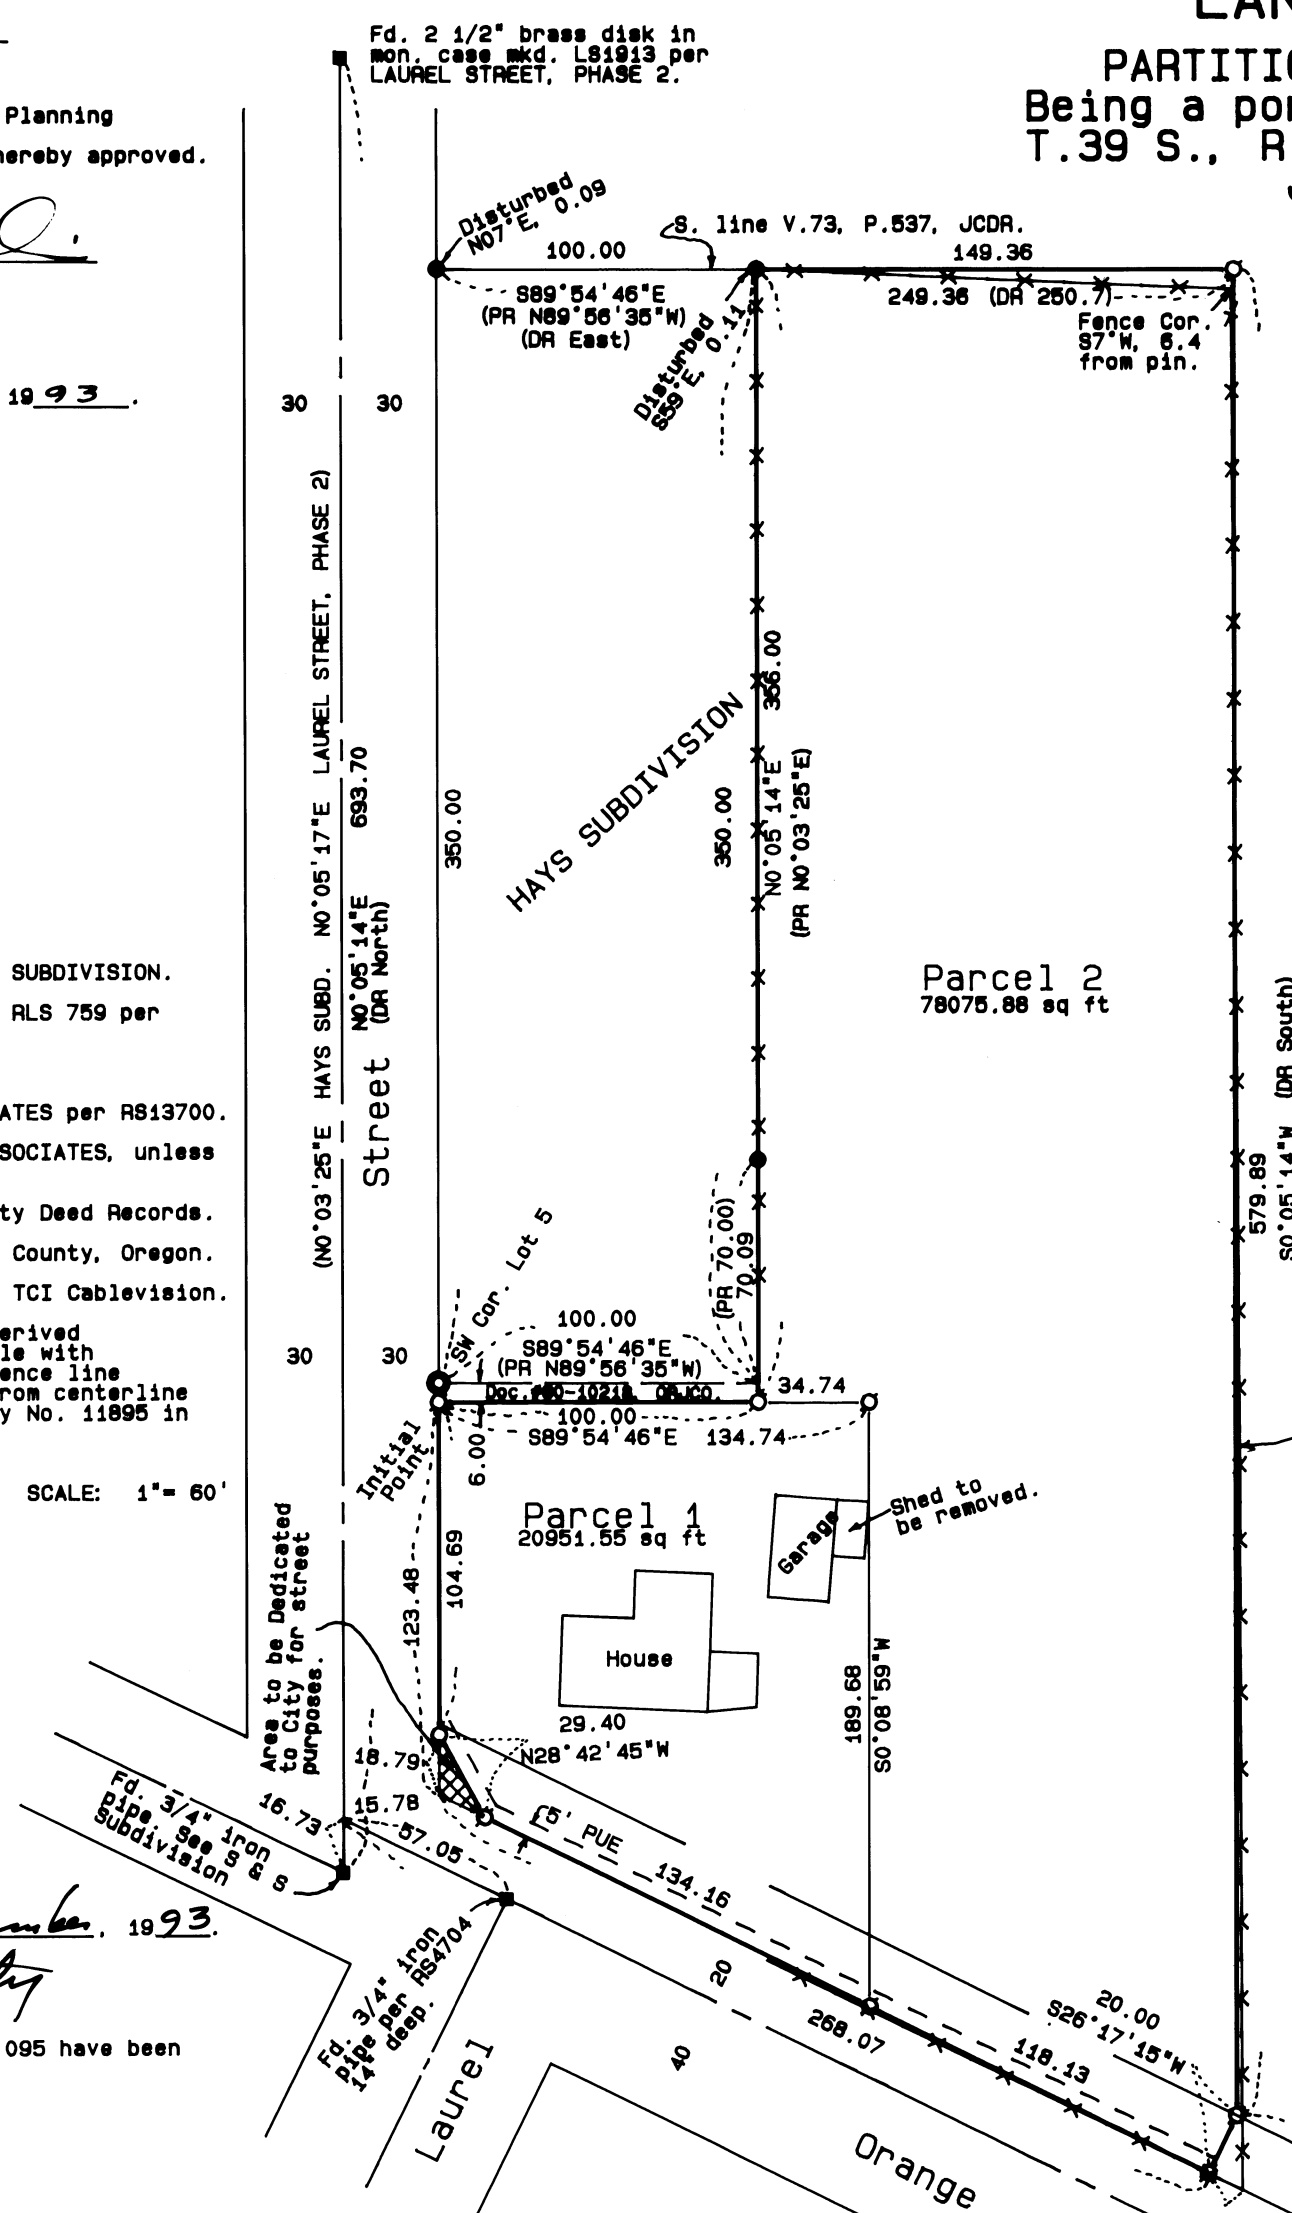 LAN
PARTITIO
Being a por
T.39 S., R
Fd. 2 1/2" brass disk in
mon. case mkd. LS1913 per
LAUREL STREET, PHASE 2.
Planning
hereby approved.
1993.
Disturbed
N07°E, 0.09
100.00
S. line V.73, P.537, JCDR.
149.36
S89°54'46"E
(PR N89°56'35"W)
(DR East)
249.36 (DR 250.7)
Disturbed
S59°E, 0.11
Fence Cor.
S7°W, 6.4
from pin.
30
30
(N0°03'25"E HAYS SUBD. N0°05'17"E LAUREL STREET, PHASE 2)
N0°05'14"E 693.70
(DR North)
Street
350.00
HAYS SUBDIVISION
350.00
356.00
N0°05'14"E
(PR N0°03'25"E)
Parcel 2
78075.88 sq ft
579.89
S0°05'14"W (DR South)
SUBDIVISION.
RLS 759 per
ATES per RS13700.
SOCIATES, unless
ty Deed Records.
County, Oregon.
TCI Cablevision.
erived
le with
ence line
rom centerline
y No. 11895 in
SCALE: 1"= 60'
30
30
SW Cor. Lot 5
(PR 70.00)
70.09
100.00
S89°54'46"E
(PR N89°56'35"W)
Doc. ORJCO.
34.74
100.00
S89°54'46"E 134.74
6.00
Initial
Point
Parcel 1
20951.55 sq ft
Garage
Shed to
be removed.
House
104.69
123.48
189.68
S0°08'59"W
Area to be Dedicated
to City for street
purposes.
29.40
N28°42'45"W
18.79
15.78
16.73
57.05
Fd. 3/4" iron
pipe. See S & S
Subdivision
5' PUE
134.16
1993.
095 have been
Fd. 3/4" iron
pipe per RS4704
14" deep.
Laurel
20
40
268.07
118.13
20.00
S26°17'15"W
Orange